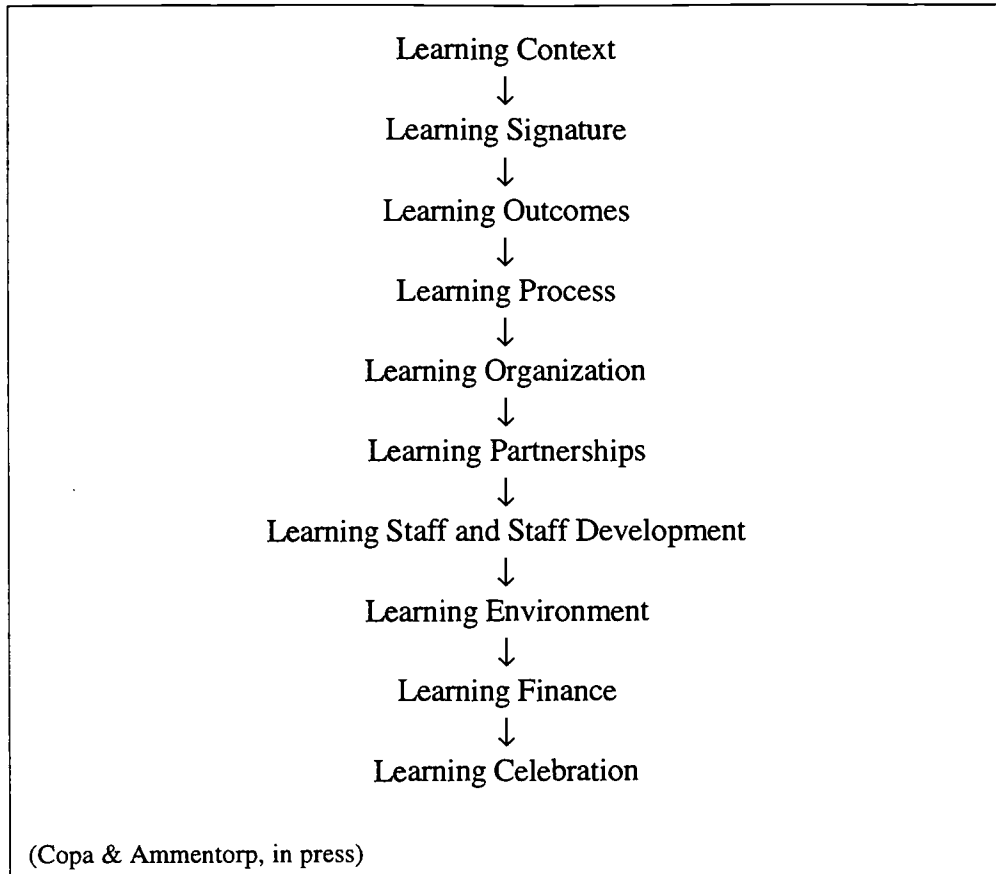 Learning Context
↓
Learning Signature
↓
Learning Outcomes
↓
Learning Process
↓
Learning Organization
↓
Learning Partnerships
↓
Learning Staff and Staff Development
↓
Learning Environment
↓
Learning Finance
↓
Learning Celebration
(Copa & Ammentorp, in press)